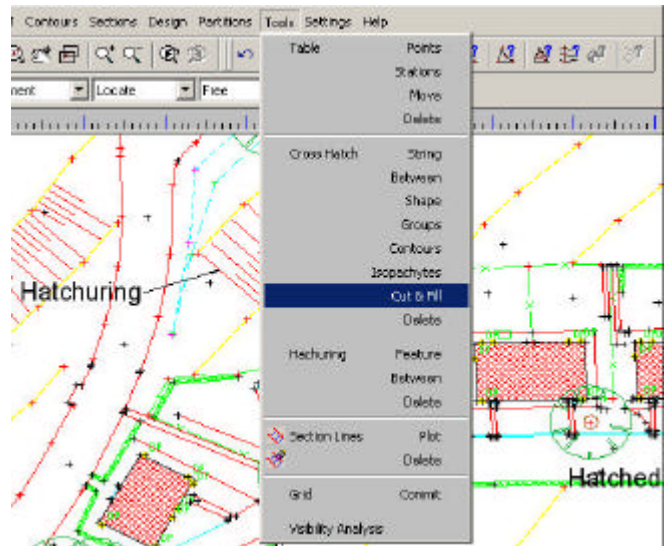 Contours Sections Design Partitions Tools Settings Help
Locate Free
Table Points
Stations
Move
Delete
Cross Hatch String
Between
Shape
Groups
Contours
Isopachytes
Cut & Fill
Delete
Hachuring Feature
Between
Delete
Section Lines Plot
Delete
Grid Commit
Visibility Analysis
Hatchuring
Hatched